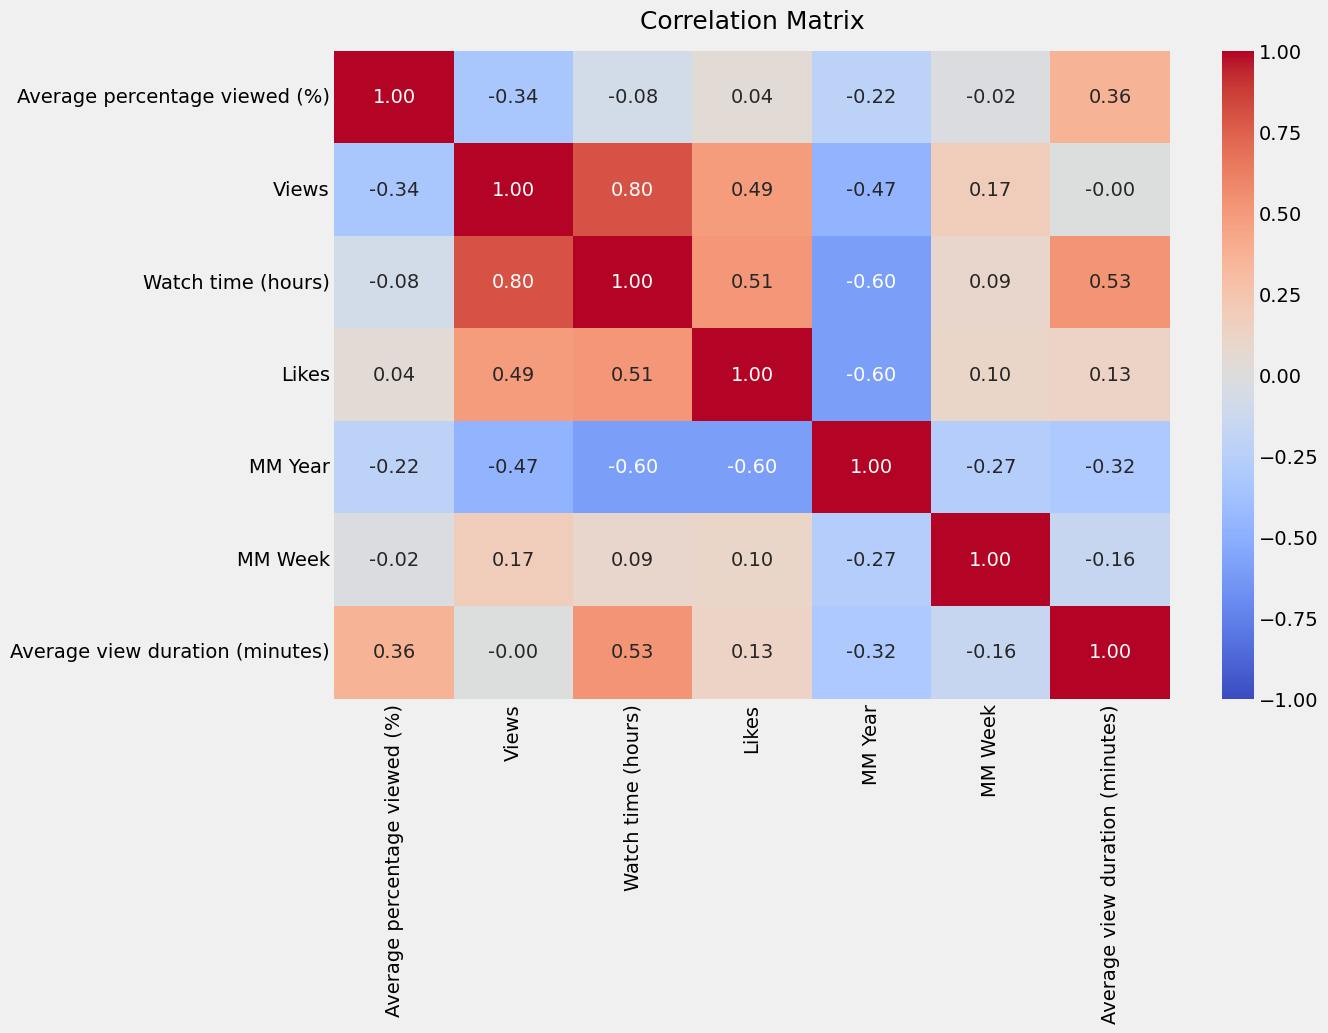 Correlation Matrix
Average percentage viewed (%) 1.00 -0.34 -0.08 0.04 -0.22 -0.02 0.36
Views -0.34 1.00 0.80 0.49 -0.47 0.17 -0.00
Watch time (hours) -0.08 0.80 1.00 0.51 -0.60 0.09 0.53
Likes 0.04 0.49 0.51 1.00 -0.60 0.10 0.13
MM Year -0.22 -0.47 -0.60 -0.60 1.00 -0.27 -0.32
MM Week -0.02 0.17 0.09 0.10 -0.27 1.00 -0.16
Average view duration (minutes) 0.36 -0.00 0.53 0.13 -0.32 -0.16 1.00
Average percentage viewed (%)
Views
Watch time (hours)
Likes
MM Year
MM Week
Average view duration (minutes)
1.00
0.75
0.50
0.25
0.00
−0.25
−0.50
−0.75
−1.00